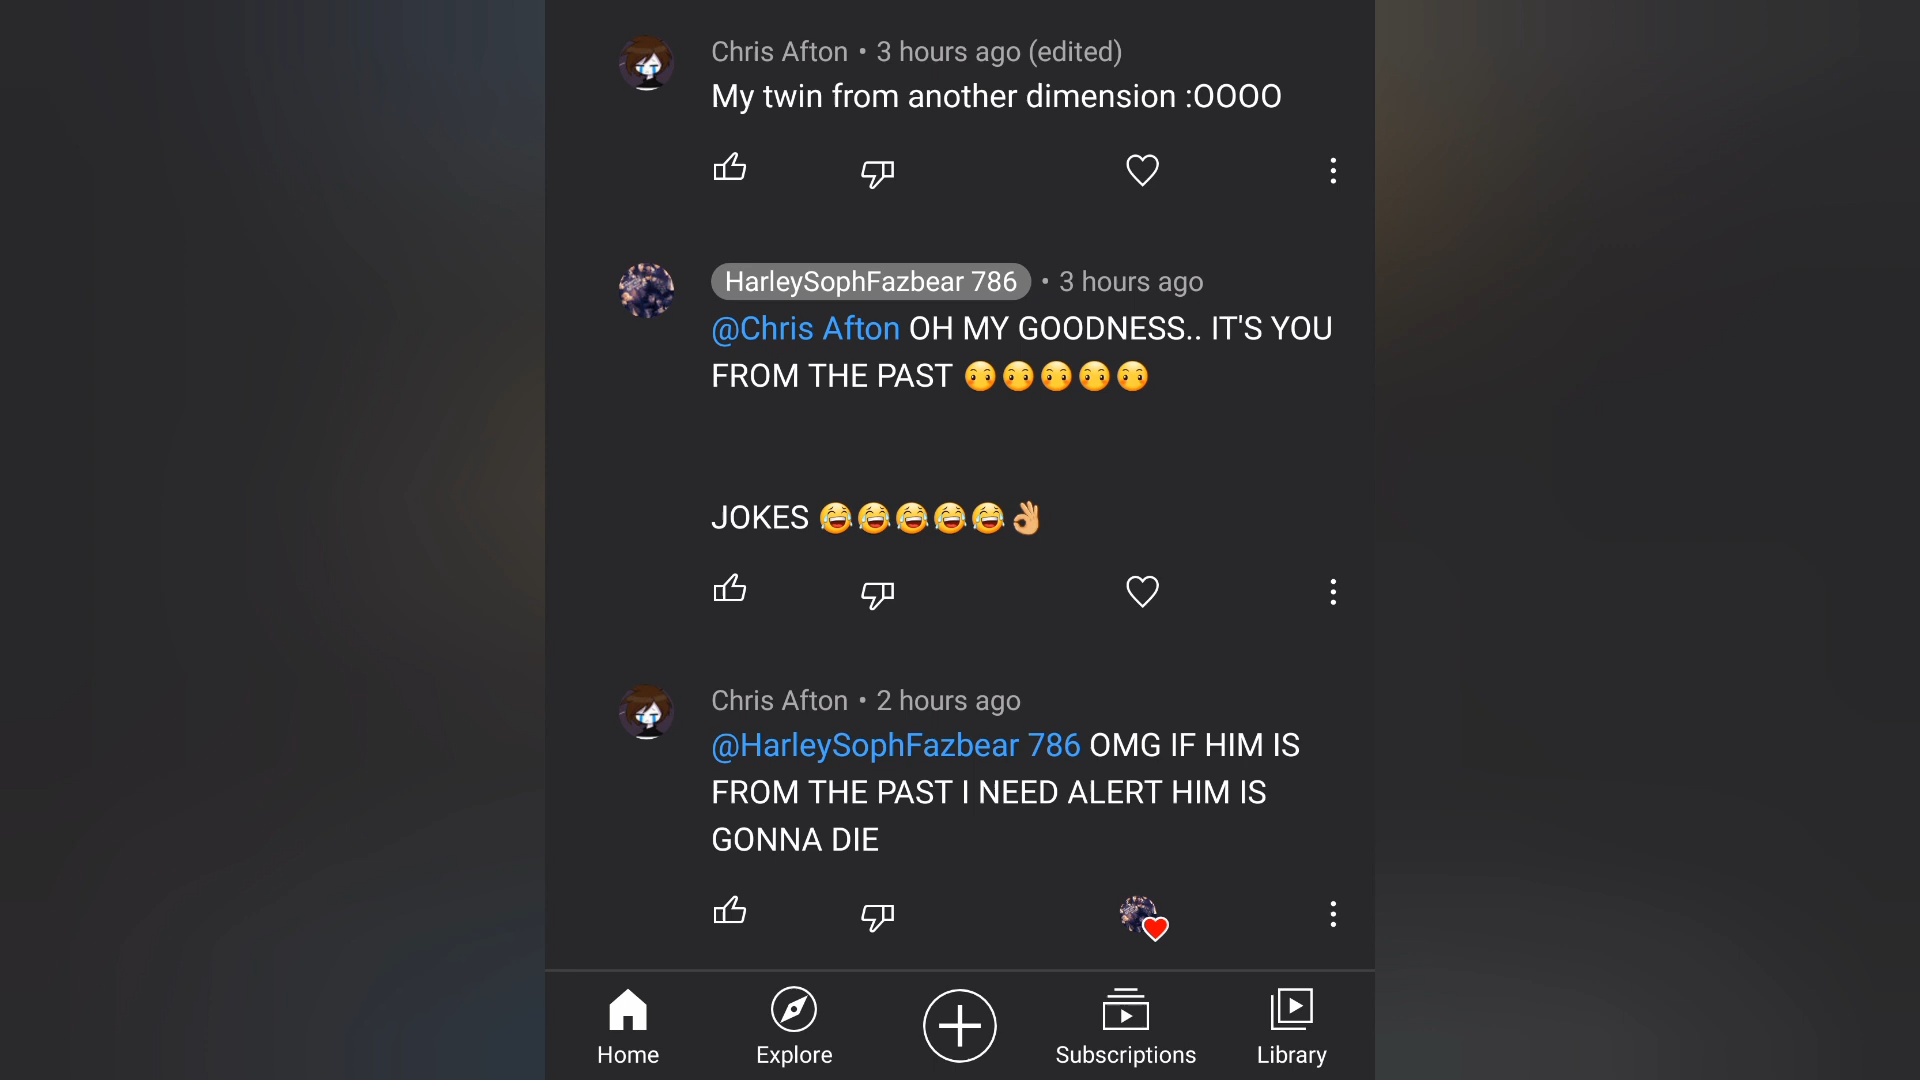 Chris Afton • 3 hours ago (edited)
My twin from another dimension :OOOO
HarleySophFazbear 786 • 3 hours ago
@Chris Afton OH MY GOODNESS.. IT'S YOU
FROM THE PAST 😶😶😶😶😶
JOKES 😂😂😂😂😂👌🏼
Chris Afton • 2 hours ago
@HarleySophFazbear 786 OMG IF HIM IS
FROM THE PAST I NEED ALERT HIM IS
GONNA DIE
Home
Explore
Subscriptions
Library